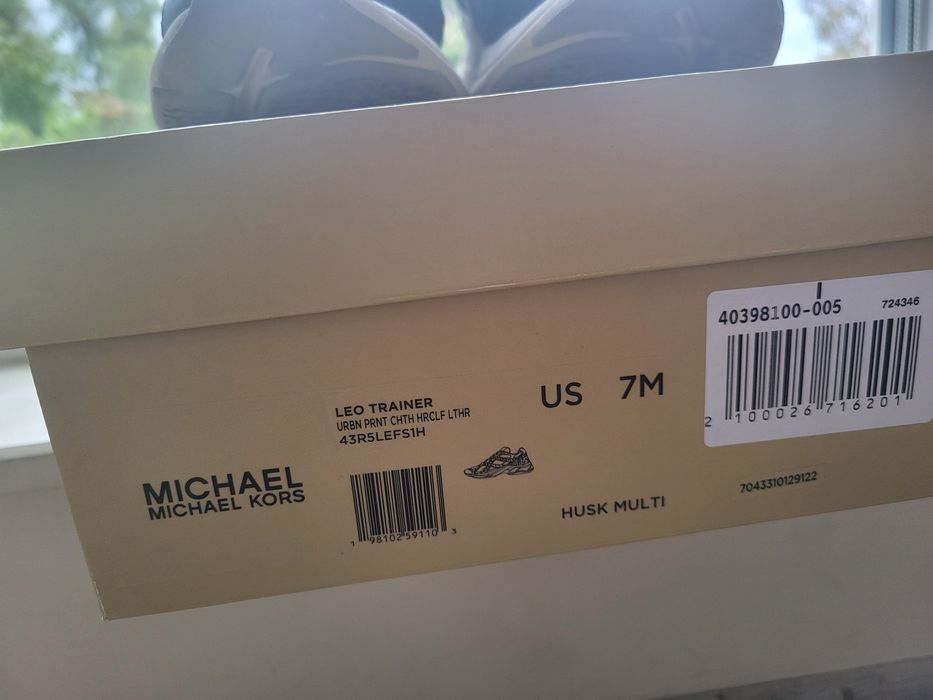 40398100-005
724346
2 100026 716201
LEO TRAINER
URBN PRNT CHTH HRCLF LTHR
43R5LEFS1H
US 7M
MICHAEL
MICHAEL KORS
1 98102 59110 3
HUSK MULTI
7043310129122